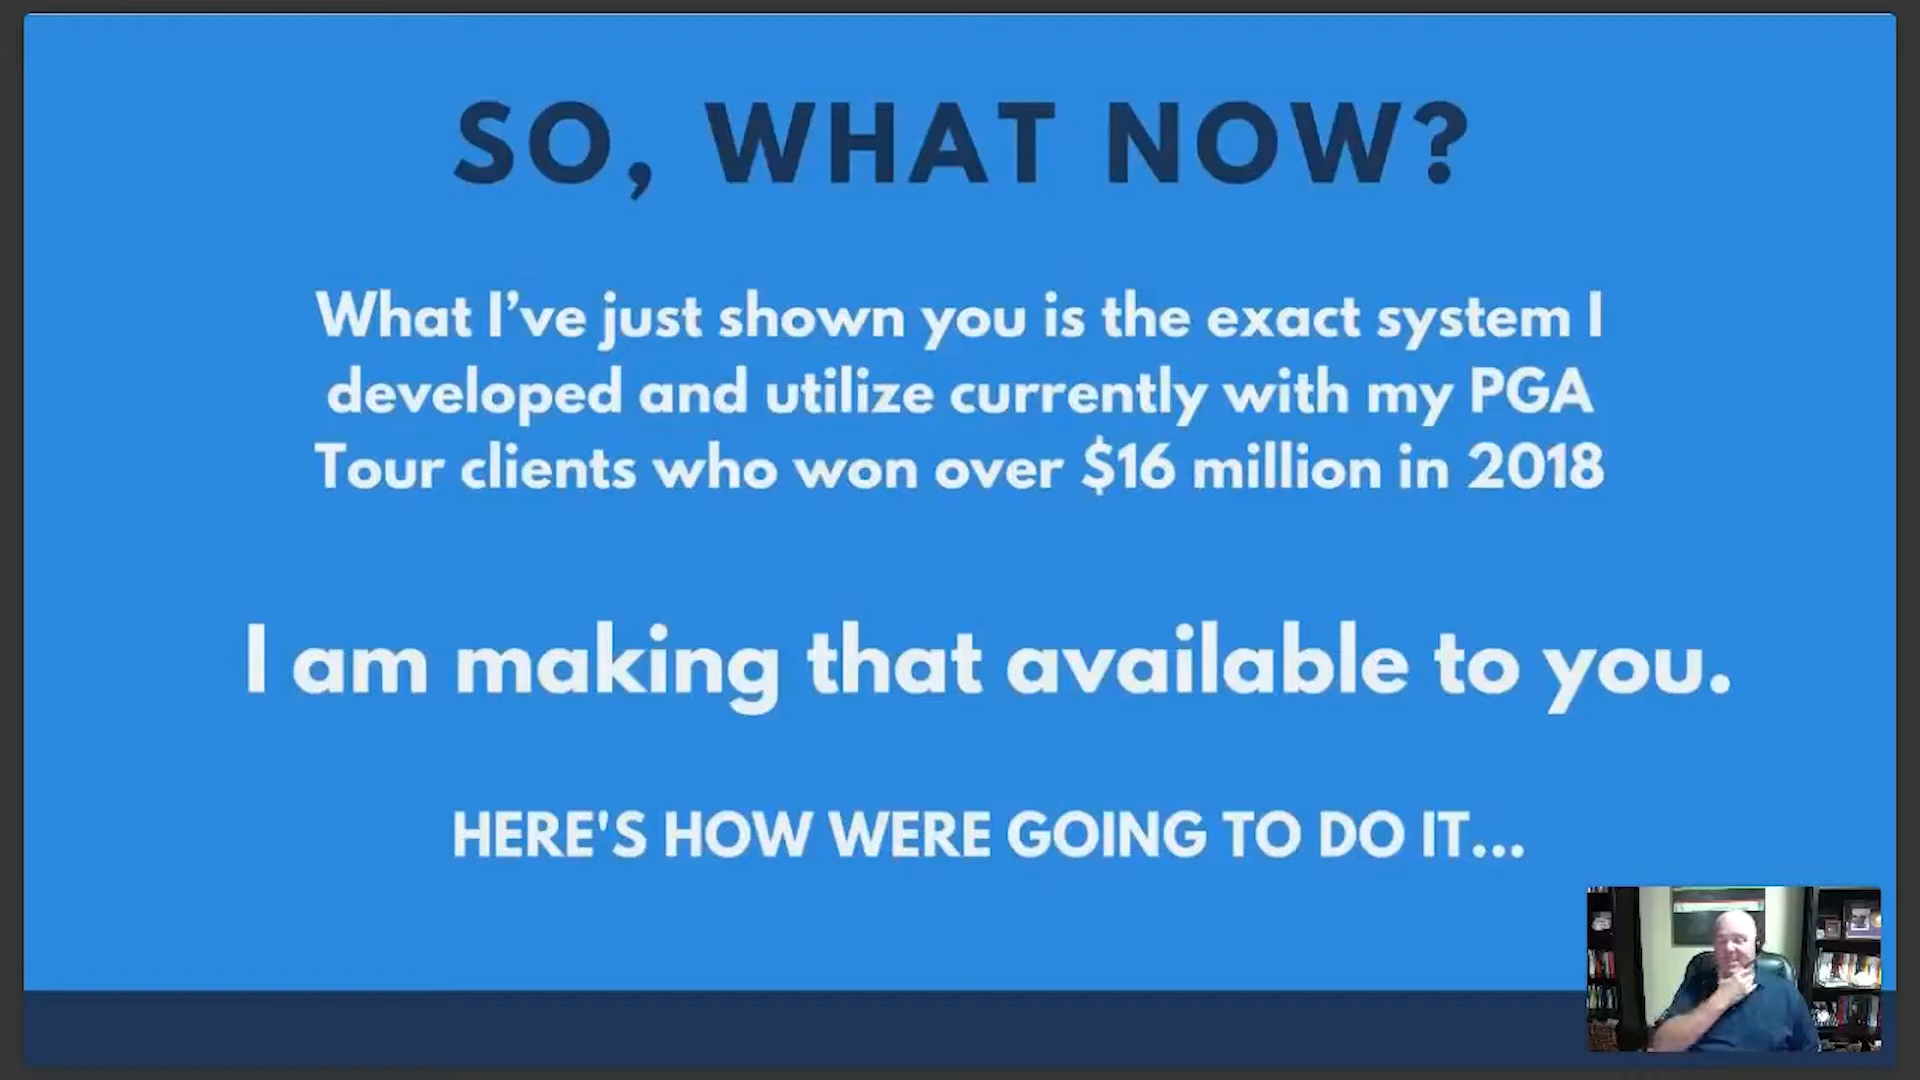 SO, WHAT NOW?
What I’ve just shown you is the exact system I
developed and utilize currently with my PGA
Tour clients who won over $16 million in 2018
I am making that available to you.
HERE'S HOW WERE GOING TO DO IT...